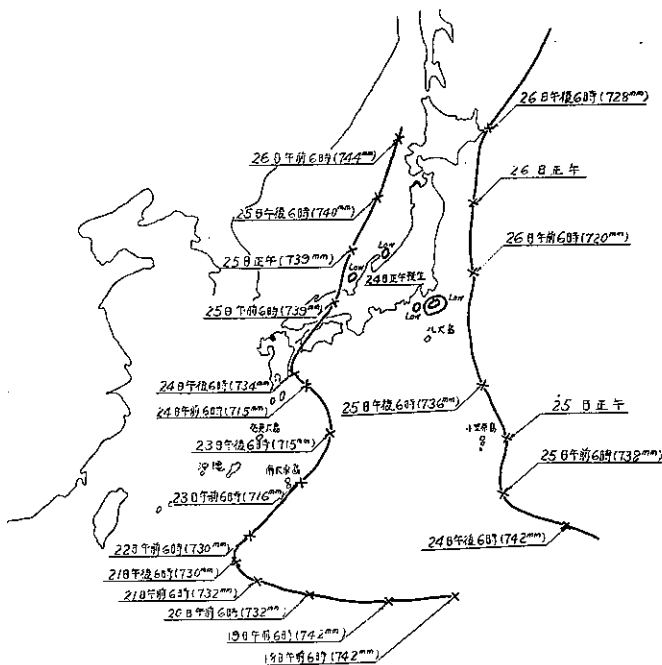 26日午後6時(728mm)
26日正午
26日午前6時(720mm)
26日午前6時(744mm)
25日午後6時(740mm)
25日正午(739mm)
25日午前6時(739mm)
Low
Low
24日正午発生
Low
Low
八丈島
24日午後6時(734mm)
24日午前6時(715mm)
23日午後6時(715mm)
23日午前6時(716mm)
奄美大島
沖縄
南大東島
25日午後6時(736mm)
小笠原島
25日正午
25日午前6時(738mm)
24日午後6時(742mm)
22日午前6時(730mm)
21日午後6時(730mm)
21日午前6時(732mm)
20日午前6時(732mm)
19日午前6時(742mm)
18日午前6時(742mm)